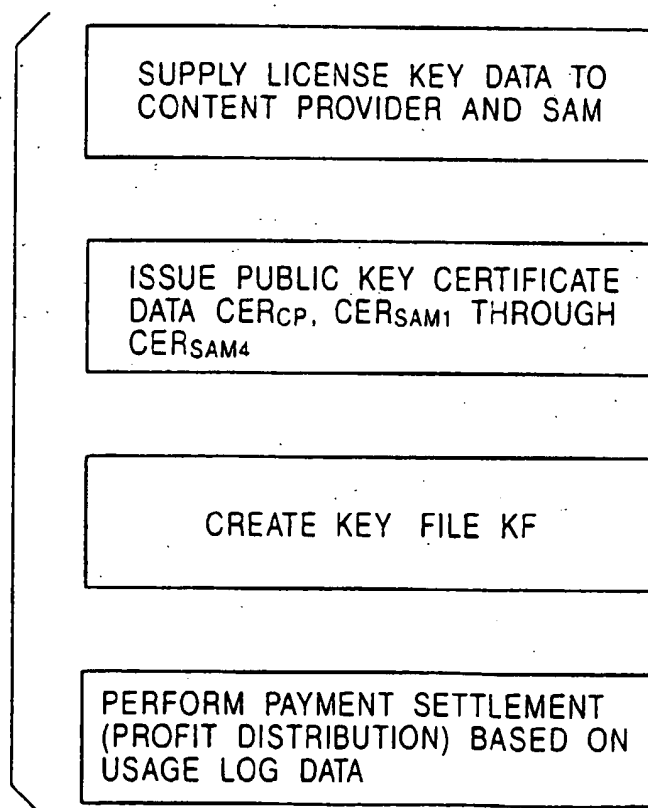 SUPPLY LICENSE KEY DATA TO
CONTENT PROVIDER AND SAM
ISSUE PUBLIC KEY CERTIFICATE
DATA CERCP, CERSAM1 THROUGH
CERSAM4
CREATE KEY FILE KF
PERFORM PAYMENT SETTLEMENT
(PROFIT DISTRIBUTION) BASED ON
USAGE LOG DATA